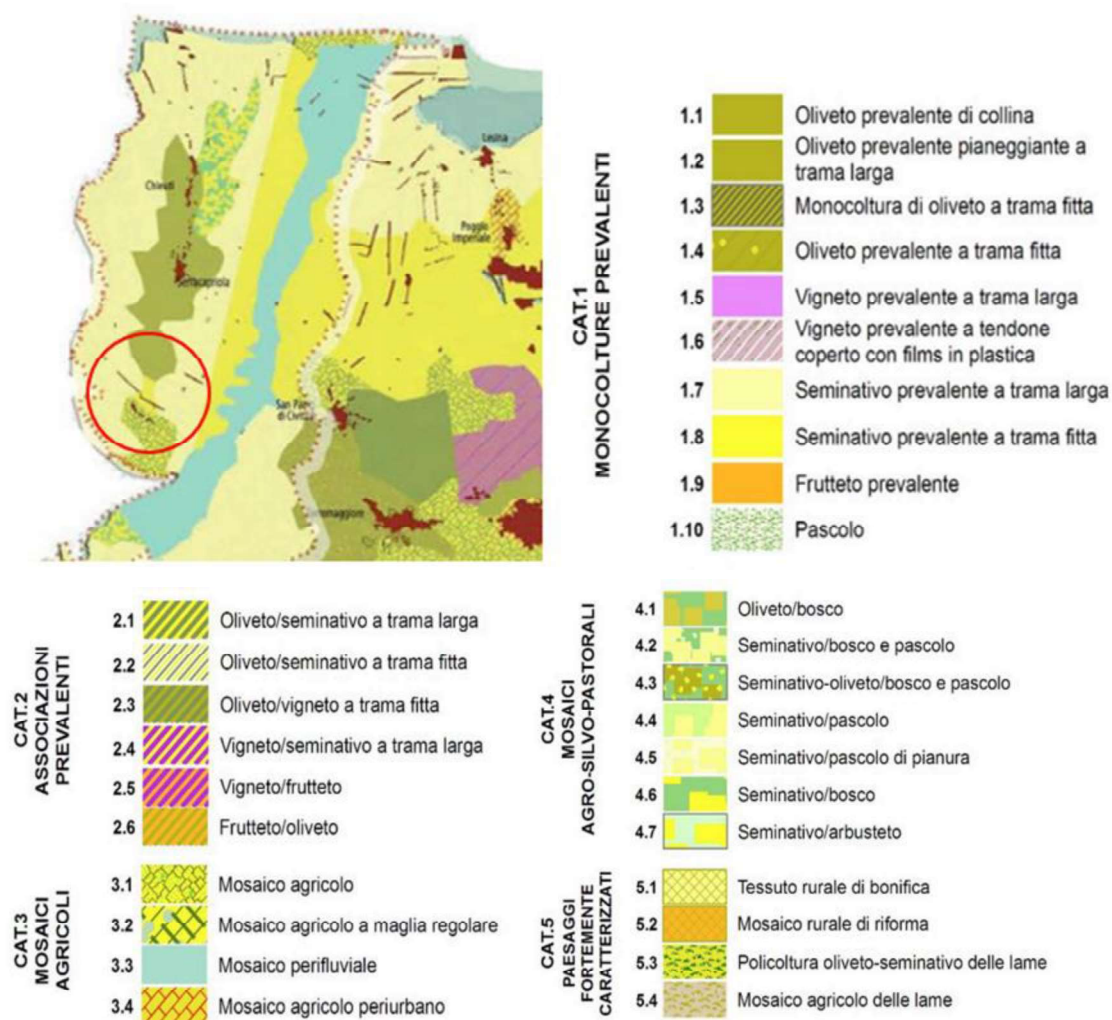 Lesina
Chieuti
Poggio
Imperiale
Serracapriola
San Paolo
di Civitate
CAT.1
MONOCOLTURE PREVALENTI
1.1 Oliveto prevalente di collina
1.2 Oliveto prevalente pianeggiante a
trama larga
1.3 Monocoltura di oliveto a trama fitta
1.4 Oliveto prevalente a trama fitta
1.5 Vigneto prevalente a trama larga
1.6 Vigneto prevalente a tendone
coperto con films in plastica
1.7 Seminativo prevalente a trama larga
1.8 Seminativo prevalente a trama fitta
1.9 Frutteto prevalente
1.10 Pascolo
CAT.2
ASSOCIAZIONI
PREVALENTI
2.1 Oliveto/seminativo a trama larga
2.2 Oliveto/seminativo a trama fitta
2.3 Oliveto/vigneto a trama fitta
2.4 Vigneto/seminativo a trama larga
2.5 Vigneto/frutteto
2.6 Frutteto/oliveto
CAT.3
MOSAICI
AGRICOLI
3.1 Mosaico agricolo
3.2 Mosaico agricolo a maglia regolare
3.3 Mosaico perifluviale
3.4 Mosaico agricolo periurbano
CAT.4
MOSAICI
AGRO-SILVO-PASTORALI
4.1 Oliveto/bosco
4.2 Seminativo/bosco e pascolo
4.3 Seminativo-oliveto/bosco e pascolo
4.4 Seminativo/pascolo
4.5 Seminativo/pascolo di pianura
4.6 Seminativo/bosco
4.7 Seminativo/arbusteto
CAT.5
PAESAGGI
FORTEMENTE
CARATTERIZZATI
5.1 Tessuto rurale di bonifica
5.2 Mosaico rurale di riforma
5.3 Policoltura oliveto-seminativo delle lame
5.4 Mosaico agricolo delle lame